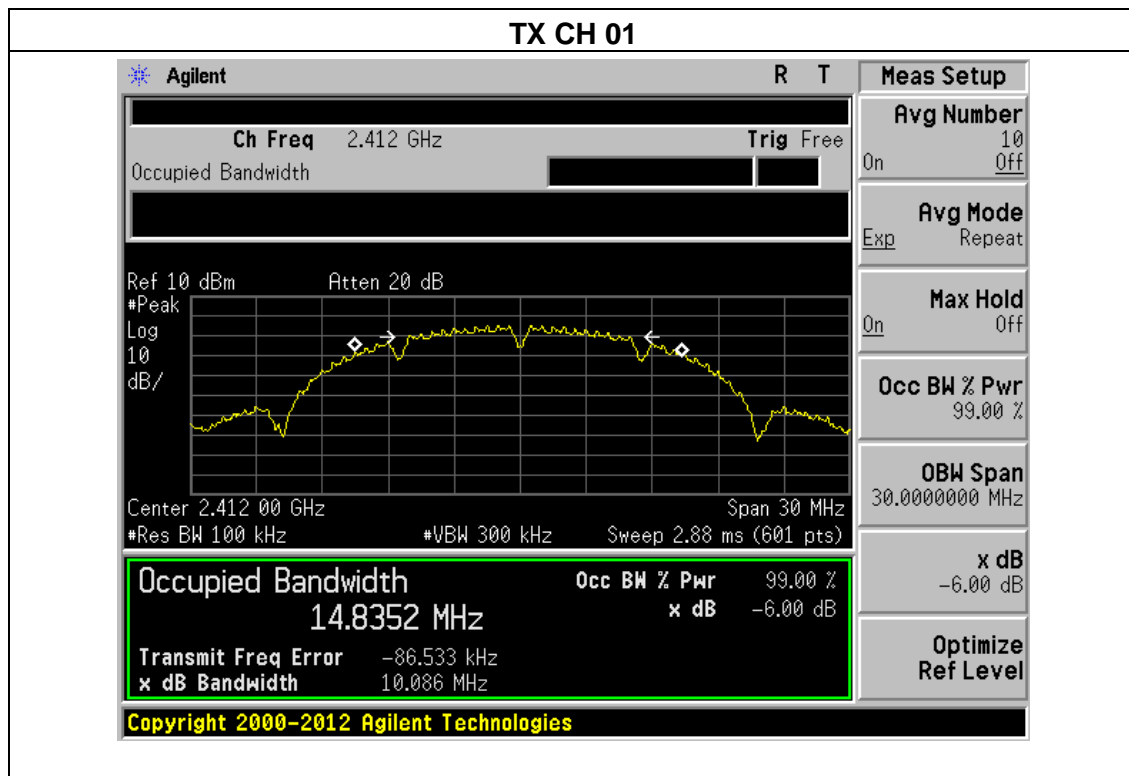 TX CH 01
Agilent R T
Ch Freq 2.412 GHz Trig Free
Occupied Bandwidth
Ref 10 dBm Atten 20 dB
#Peak
Log
10
dB/
Center 2.412 00 GHz Span 30 MHz
#Res BW 100 kHz #VBW 300 kHz Sweep 2.88 ms (601 pts)
Occupied Bandwidth Occ BW % Pwr 99.00 %
14.8352 MHz x dB -6.00 dB
Transmit Freq Error -86.533 kHz
x dB Bandwidth 10.086 MHz
Copyright 2000-2012 Agilent Technologies
Meas Setup
Avg Number
10
On Off
Avg Mode
Exp Repeat
Max Hold
On Off
Occ BW % Pwr
99.00 %
OBW Span
30.0000000 MHz
x dB
-6.00 dB
Optimize
Ref Level